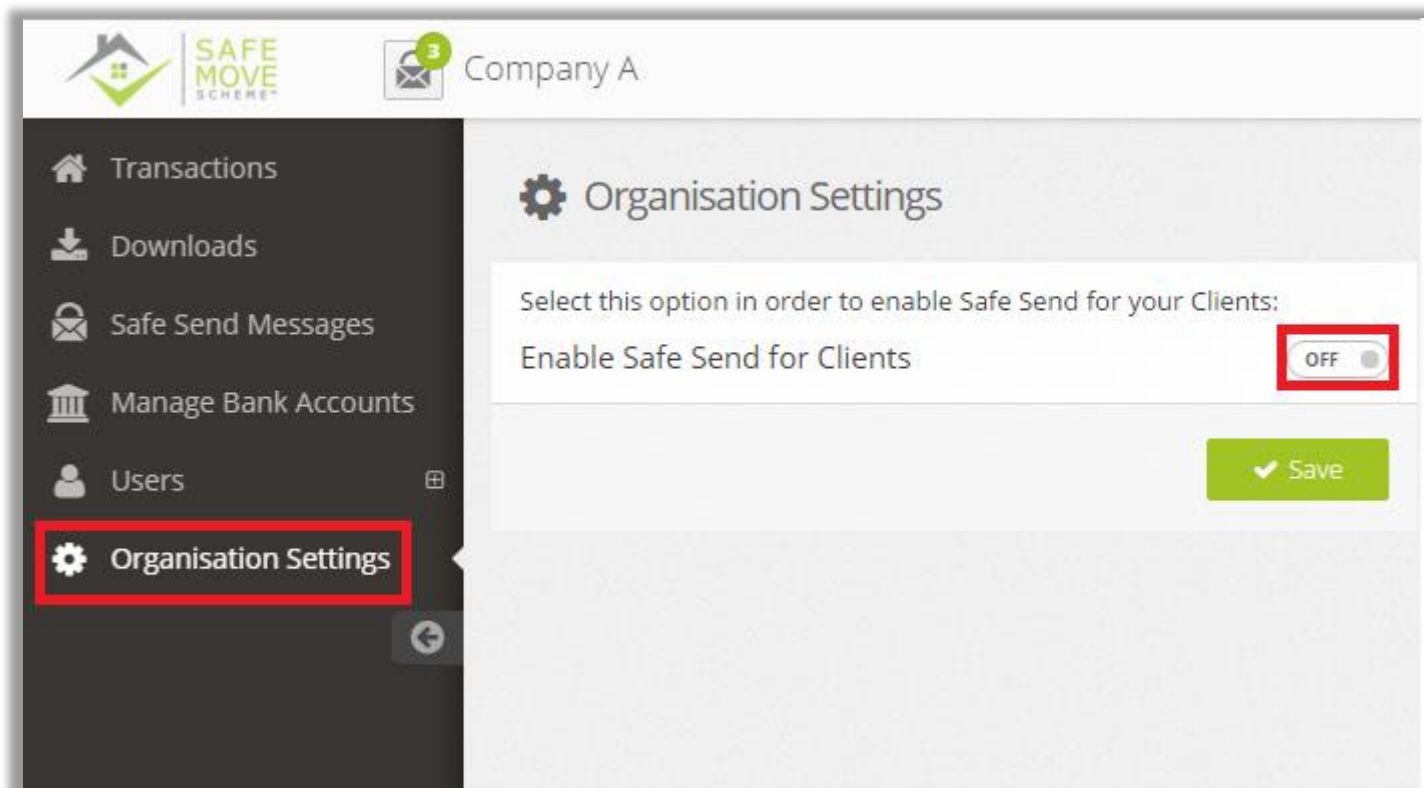 SAFE
MOVE
SCHEME
3
Company A
Transactions
Downloads
Safe Send Messages
Manage Bank Accounts
Users
Organisation Settings
Organisation Settings
Select this option in order to enable Safe Send for your Clients:
Enable Safe Send for Clients
OFF
Save